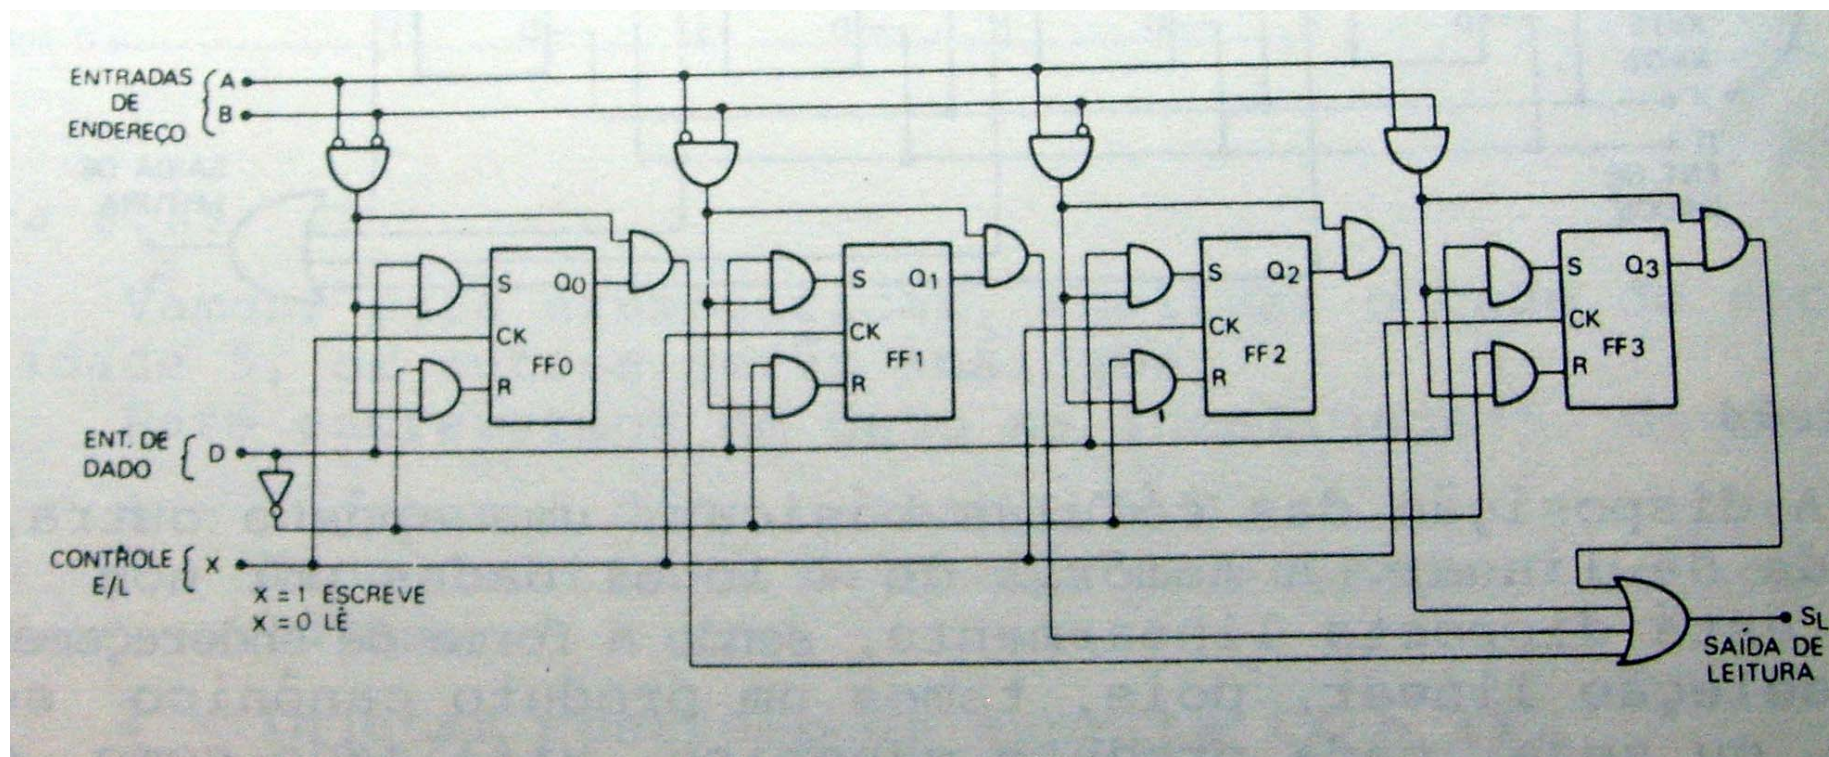 ENTRADAS DE ENDEREÇO { A
B
S
Q0
CK
FF0
R
S
Q1
CK
FF1
R
S
Q2
CK
FF2
R
S
Q3
CK
FF3
R
ENT. DE DADO { D
CONTRÔLE E/L { X
X = 1 ESCREVE
X = 0 LÊ
SL
SAÍDA DE
LEITURA